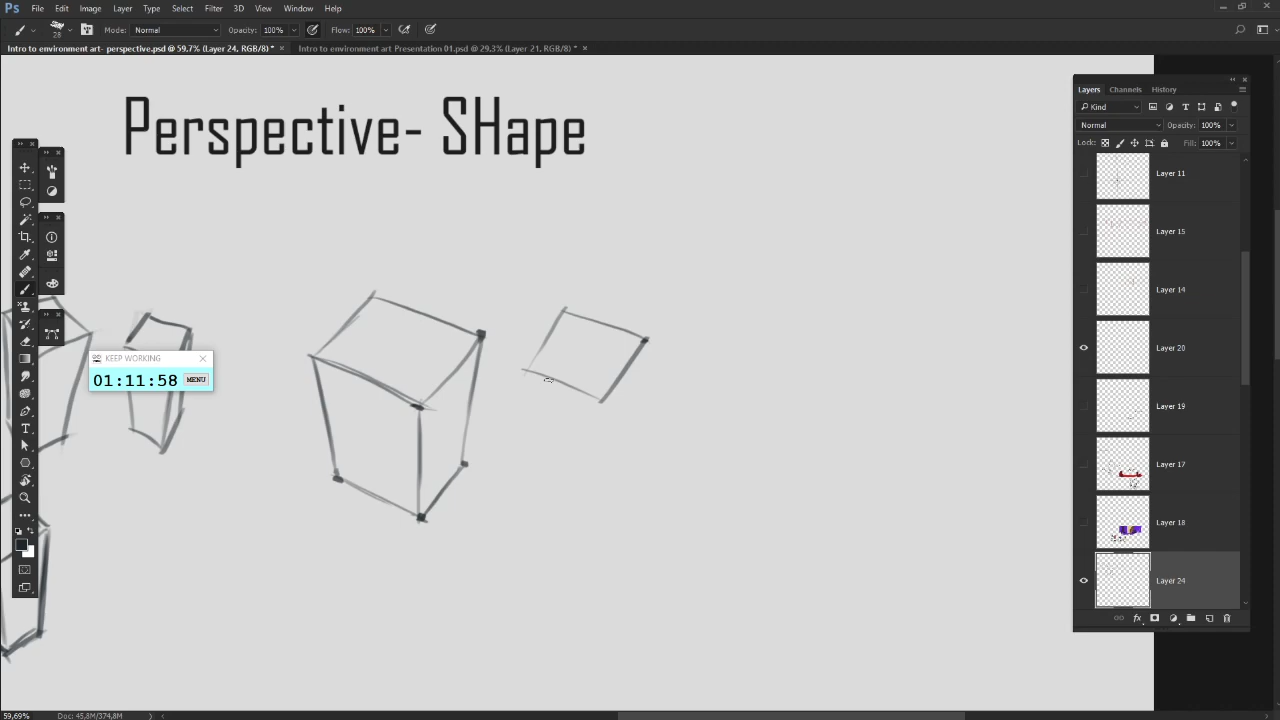 Ps File Edit Image Layer Type Select Filter 3D View Window Help
28 Mode: Normal Opacity: 100% Flow: 100%
Intro to environment art- perspective.psd @ 59,7% (Layer 24, RGB/8) * × Intro to environment art Presentation 01.psd @ 29,3% (Layer 21, RGB/8) * ×
Perspective- SHape
KEEP WORKING
01:11:58 MENU
Layers Channels History
Kind
Normal Opacity: 100%
Lock: Fill: 100%
Layer 11
Layer 15
Layer 14
Layer 20
Layer 19
Layer 17
Layer 18
Layer 24
fx
59,69% Doc: 45,8M/374,8M